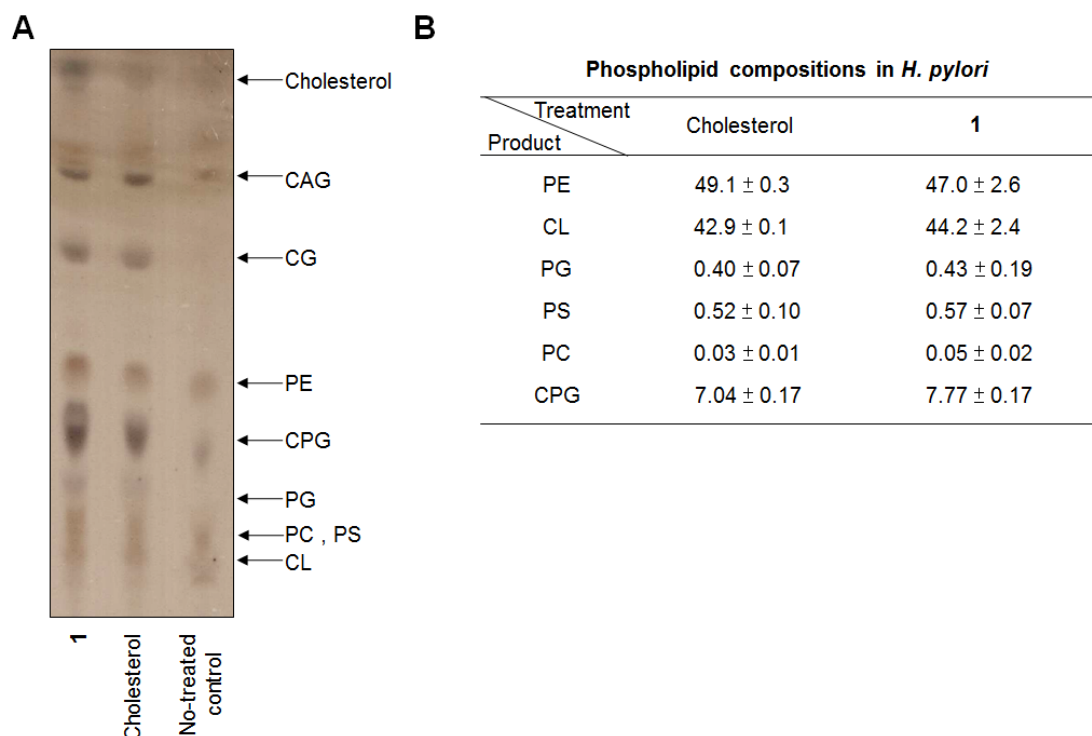 A
Cholesterol
CAG
CG
PE
CPG
PG
PC , PS
CL
1
Cholesterol
No-treated
control
B
Phospholipid compositions in H. pylori
Treatment
Product
Cholesterol
1
PE 49.1 ± 0.3 47.0 ± 2.6
CL 42.9 ± 0.1 44.2 ± 2.4
PG 0.40 ± 0.07 0.43 ± 0.19
PS 0.52 ± 0.10 0.57 ± 0.07
PC 0.03 ± 0.01 0.05 ± 0.02
CPG 7.04 ± 0.17 7.77 ± 0.17